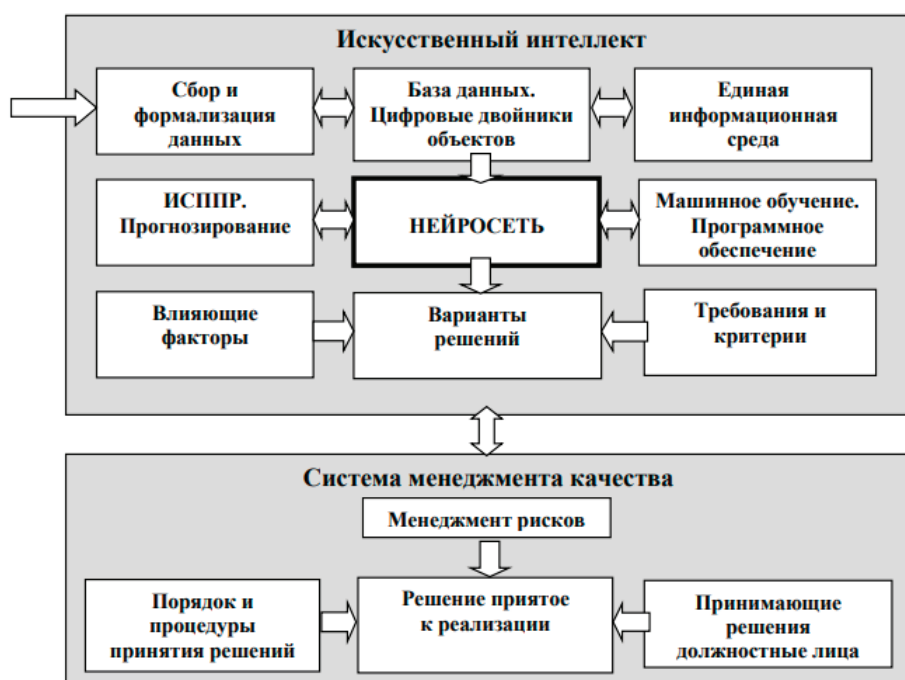 Искусственный интеллект
Сбор и
формализация
данных
База данных.
Цифровые двойники
объектов
Единая
информационная
среда
ИСППР.
Прогнозирование
НЕЙРОСЕТЬ
Машинное обучение.
Программное
обеспечение
Влияющие
факторы
Варианты
решений
Требования и
критерии
Система менеджмента качества
Менеджмент рисков
Порядок и
процедуры
принятия решений
Решение приятое
к реализации
Принимающие
решения
должностные лица